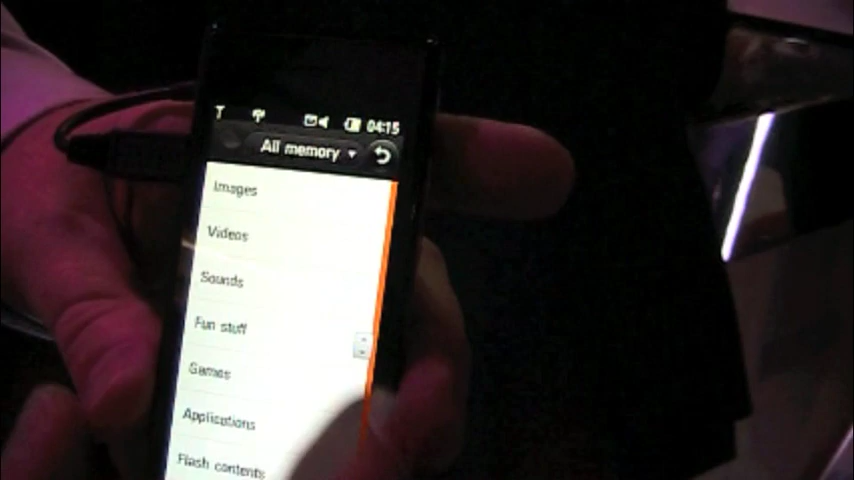 04:15
All memory
Images
Videos
Sounds
Fun stuff
Games
Applications
Flash contents